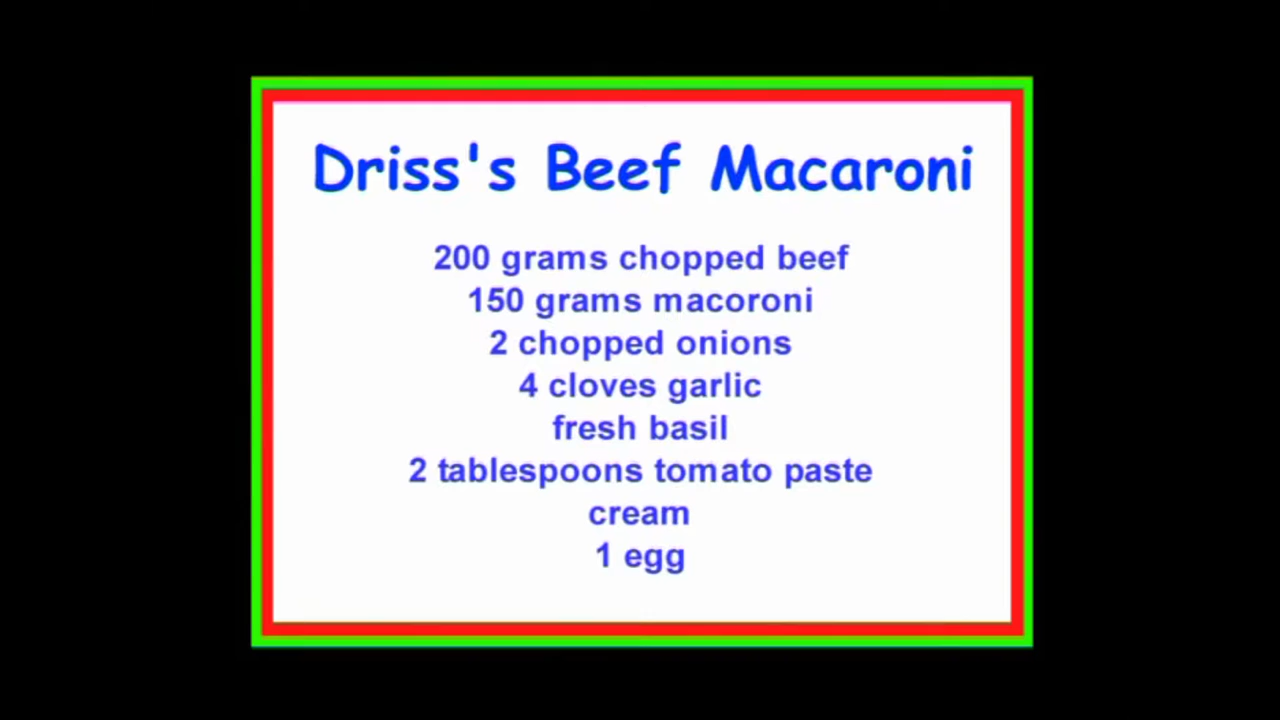 Driss's Beef Macaroni
200 grams chopped beef
150 grams macoroni
2 chopped onions
4 cloves garlic
fresh basil
2 tablespoons tomato paste
cream
1 egg